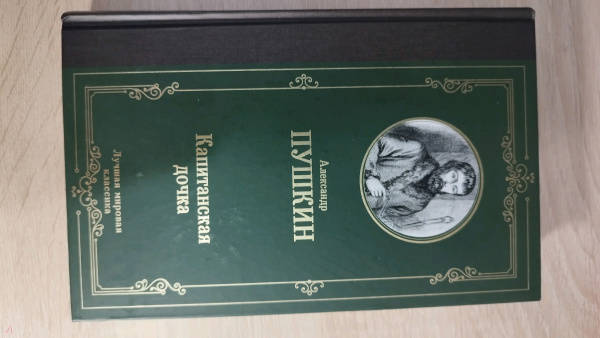 Александр
ПУШКИН
Капитанская
дочка
Лучшая мировая
классика